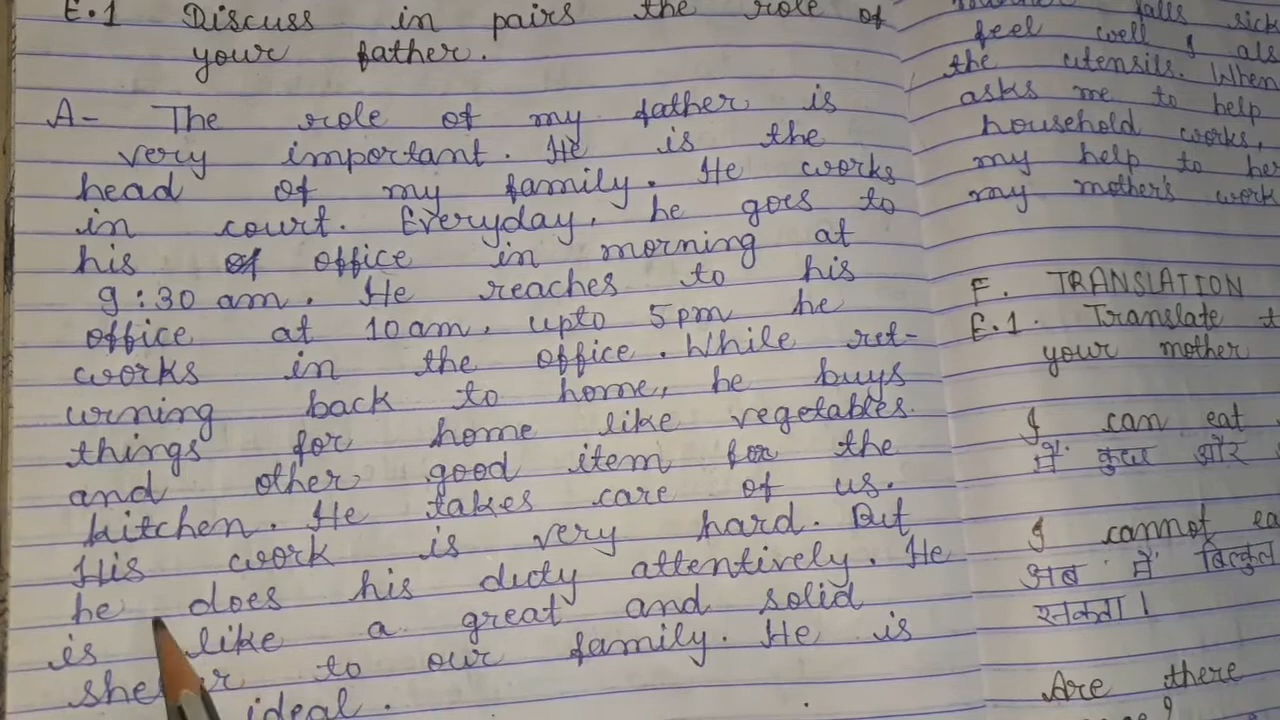 E.1 Discuss in pairs the role of
your father.
A- The role of my father is
very important. He is the
head of my family. He works
in court. Everyday, he goes to
his of office in morning at
9:30 am. He reaches to his
office at 10am, upto 5pm he
works in the office. While ret-
urning back to home, he buys
things for home like vegetables.
and other good item for the
kitchen. He takes care of us.
His work is very hard. But
he does his duty attentively. He
is like a great and solid
to our family. He is
ideal.
falls sick
feel well I als
the utensils. When
asks me to help
household works,
my help to her
my mother's work
F. TRANSLATION
E.1. Translate t
your mother
I can eat
मैं कुछ और
I cannot ea
अब मैं बिल्कुल
सकता।
Are there